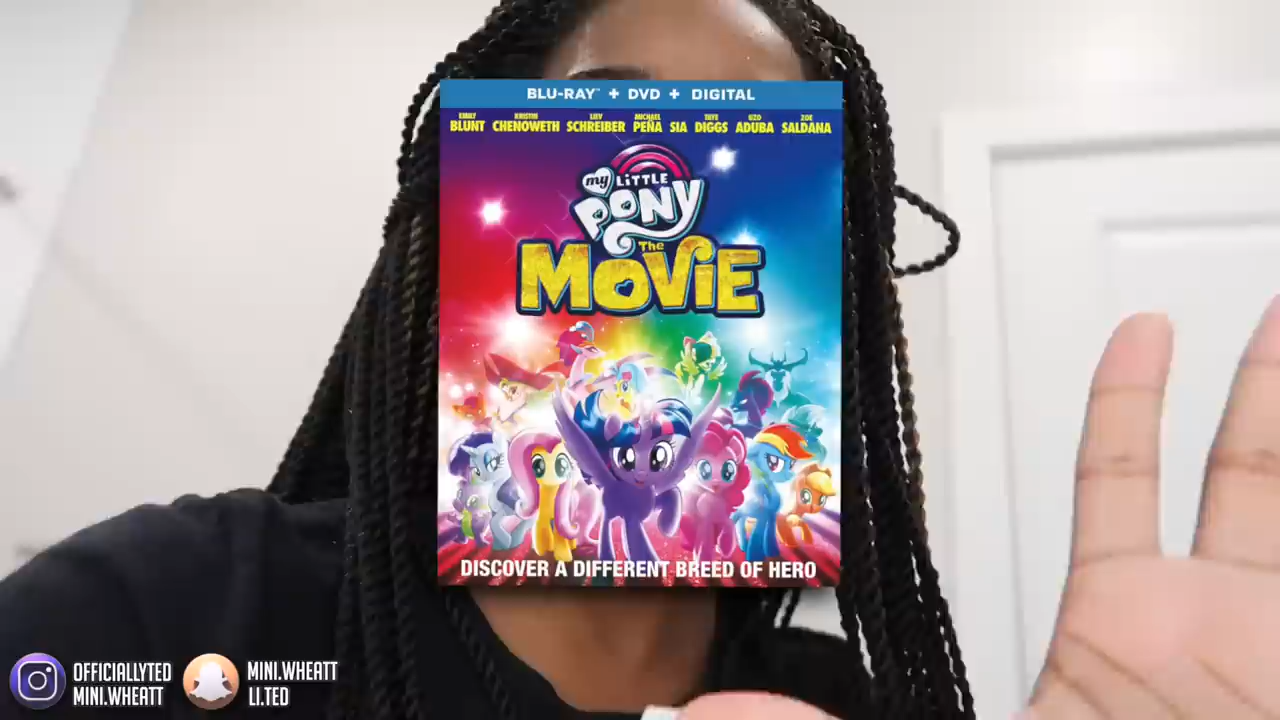 BLU-RAY™ + DVD + DIGITAL
EMILY BLUNT KRISTIN CHENOWETH LIEV SCHREIBER MICHAEL PEÑA SIA TAYE DIGGS UZO ADUBA ZOE SALDANA
my LiTTLE
PONY
The
MOViE
DISCOVER A DIFFERENT BREED OF HERO
OFFICIALLYTED
MINI.WHEATT
MINI.WHEATT
LI.TED